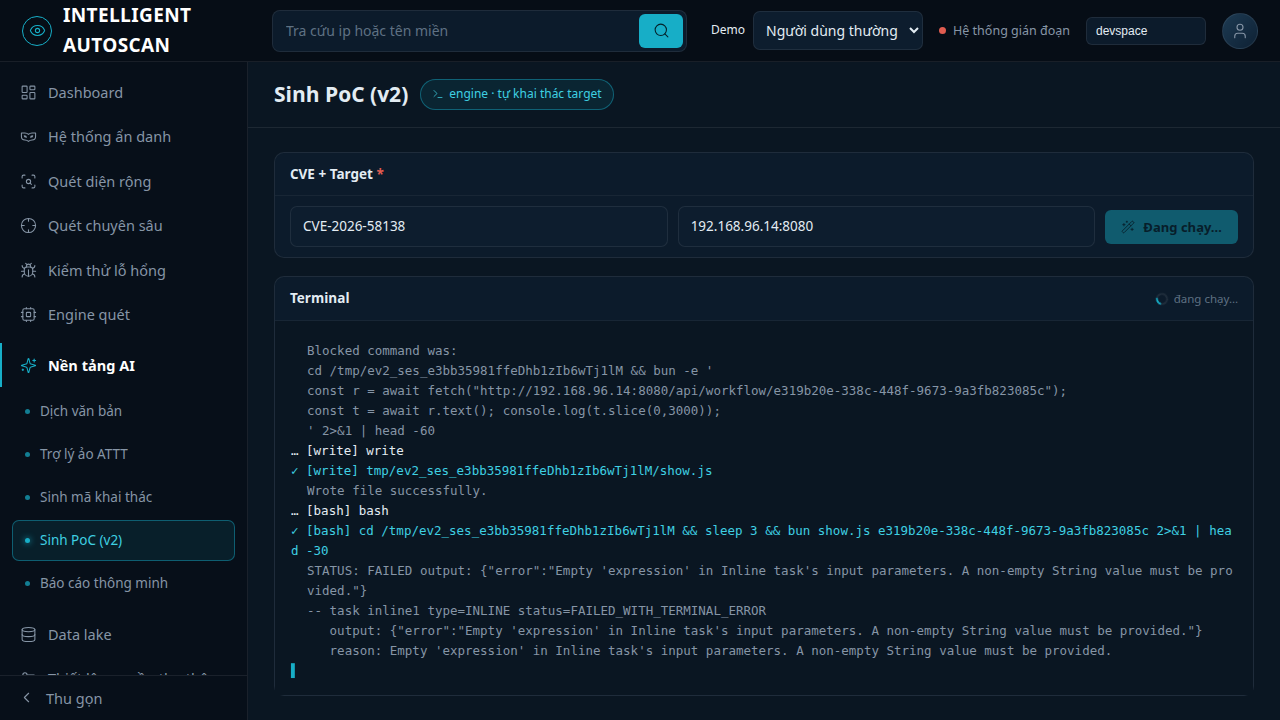 INTELLIGENT
AUTOSCAN
Tra cứu ip hoặc tên miền
Demo
Người dùng thường
Hệ thống gián đoạn
devspace
Dashboard
Hệ thống ẩn danh
Quét diện rộng
Quét chuyên sâu
Kiểm thử lỗ hổng
Engine quét
Nền tảng AI
Dịch văn bản
Trợ lý ảo ATTT
Sinh mã khai thác
Sinh PoC (v2)
Báo cáo thông minh
Data lake
Thu gọn
Sinh PoC (v2)
engine · tự khai thác target
CVE + Target *
CVE-2026-58138
192.168.96.14:8080
Đang chạy...
Terminal
đang chạy...
Blocked command was:
cd /tmp/ev2_ses_e3bb35981ffeDhb1zIb6wTj1lM && bun -e '
const r = await fetch("http://192.168.96.14:8080/api/workflow/e319b20e-338c-448f-9673-9a3fb823085c");
const t = await r.text(); console.log(t.slice(0,3000));
' 2>&1 | head -60
… [write] write
✓ [write] tmp/ev2_ses_e3bb35981ffeDhb1zIb6wTj1lM/show.js
Wrote file successfully.
… [bash] bash
✓ [bash] cd /tmp/ev2_ses_e3bb35981ffeDhb1zIb6wTj1lM && sleep 3 && bun show.js e319b20e-338c-448f-9673-9a3fb823085c 2>&1 | hea
d -30
STATUS: FAILED output: {"error":"Empty 'expression' in Inline task's input parameters. A non-empty String value must be pro
vided."}
-- task inline1 type=INLINE status=FAILED_WITH_TERMINAL_ERROR
output: {"error":"Empty 'expression' in Inline task's input parameters. A non-empty String value must be provided."}
reason: Empty 'expression' in Inline task's input parameters. A non-empty String value must be provided.